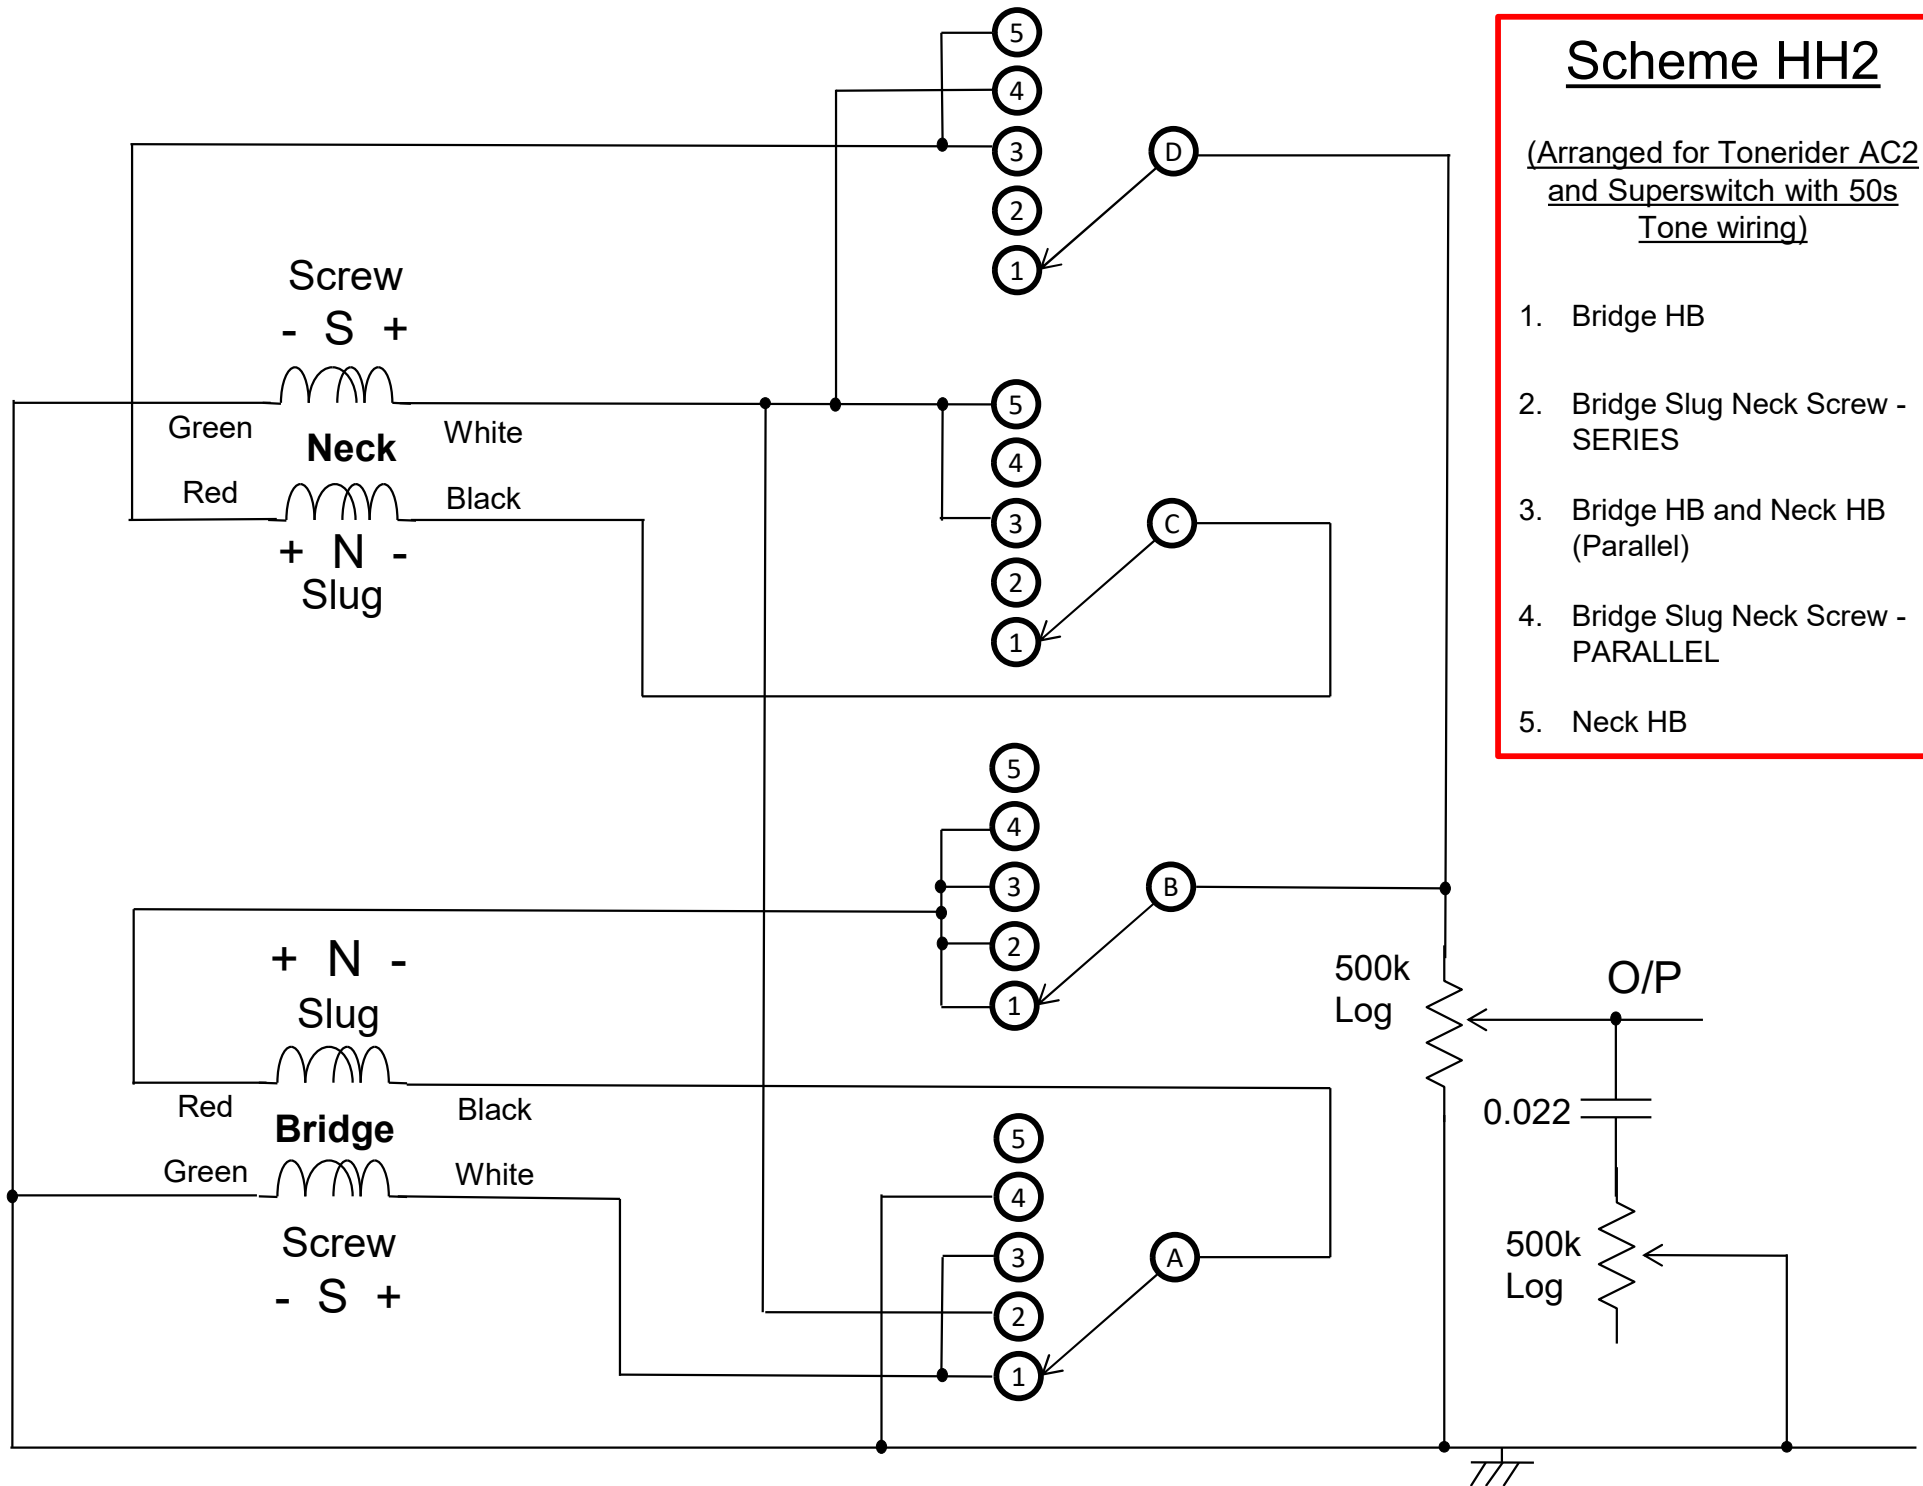 Scheme HH2
(Arranged for Tonerider AC2
and Superswitch with 50s
Tone wiring)
1. Bridge HB
2. Bridge Slug Neck Screw -
SERIES
3. Bridge HB and Neck HB
(Parallel)
4. Bridge Slug Neck Screw -
PARALLEL
5. Neck HB
5
4
3
2
1
D
Screw
- S +
Green
White
Neck
Red
Black
+ N -
Slug
5
4
3
2
1
C
5
4
3
2
1
B
+ N -
Slug
Red
Black
Bridge
Green
White
Screw
- S +
5
4
3
2
1
A
500k
Log
O/P
0.022
500k
Log